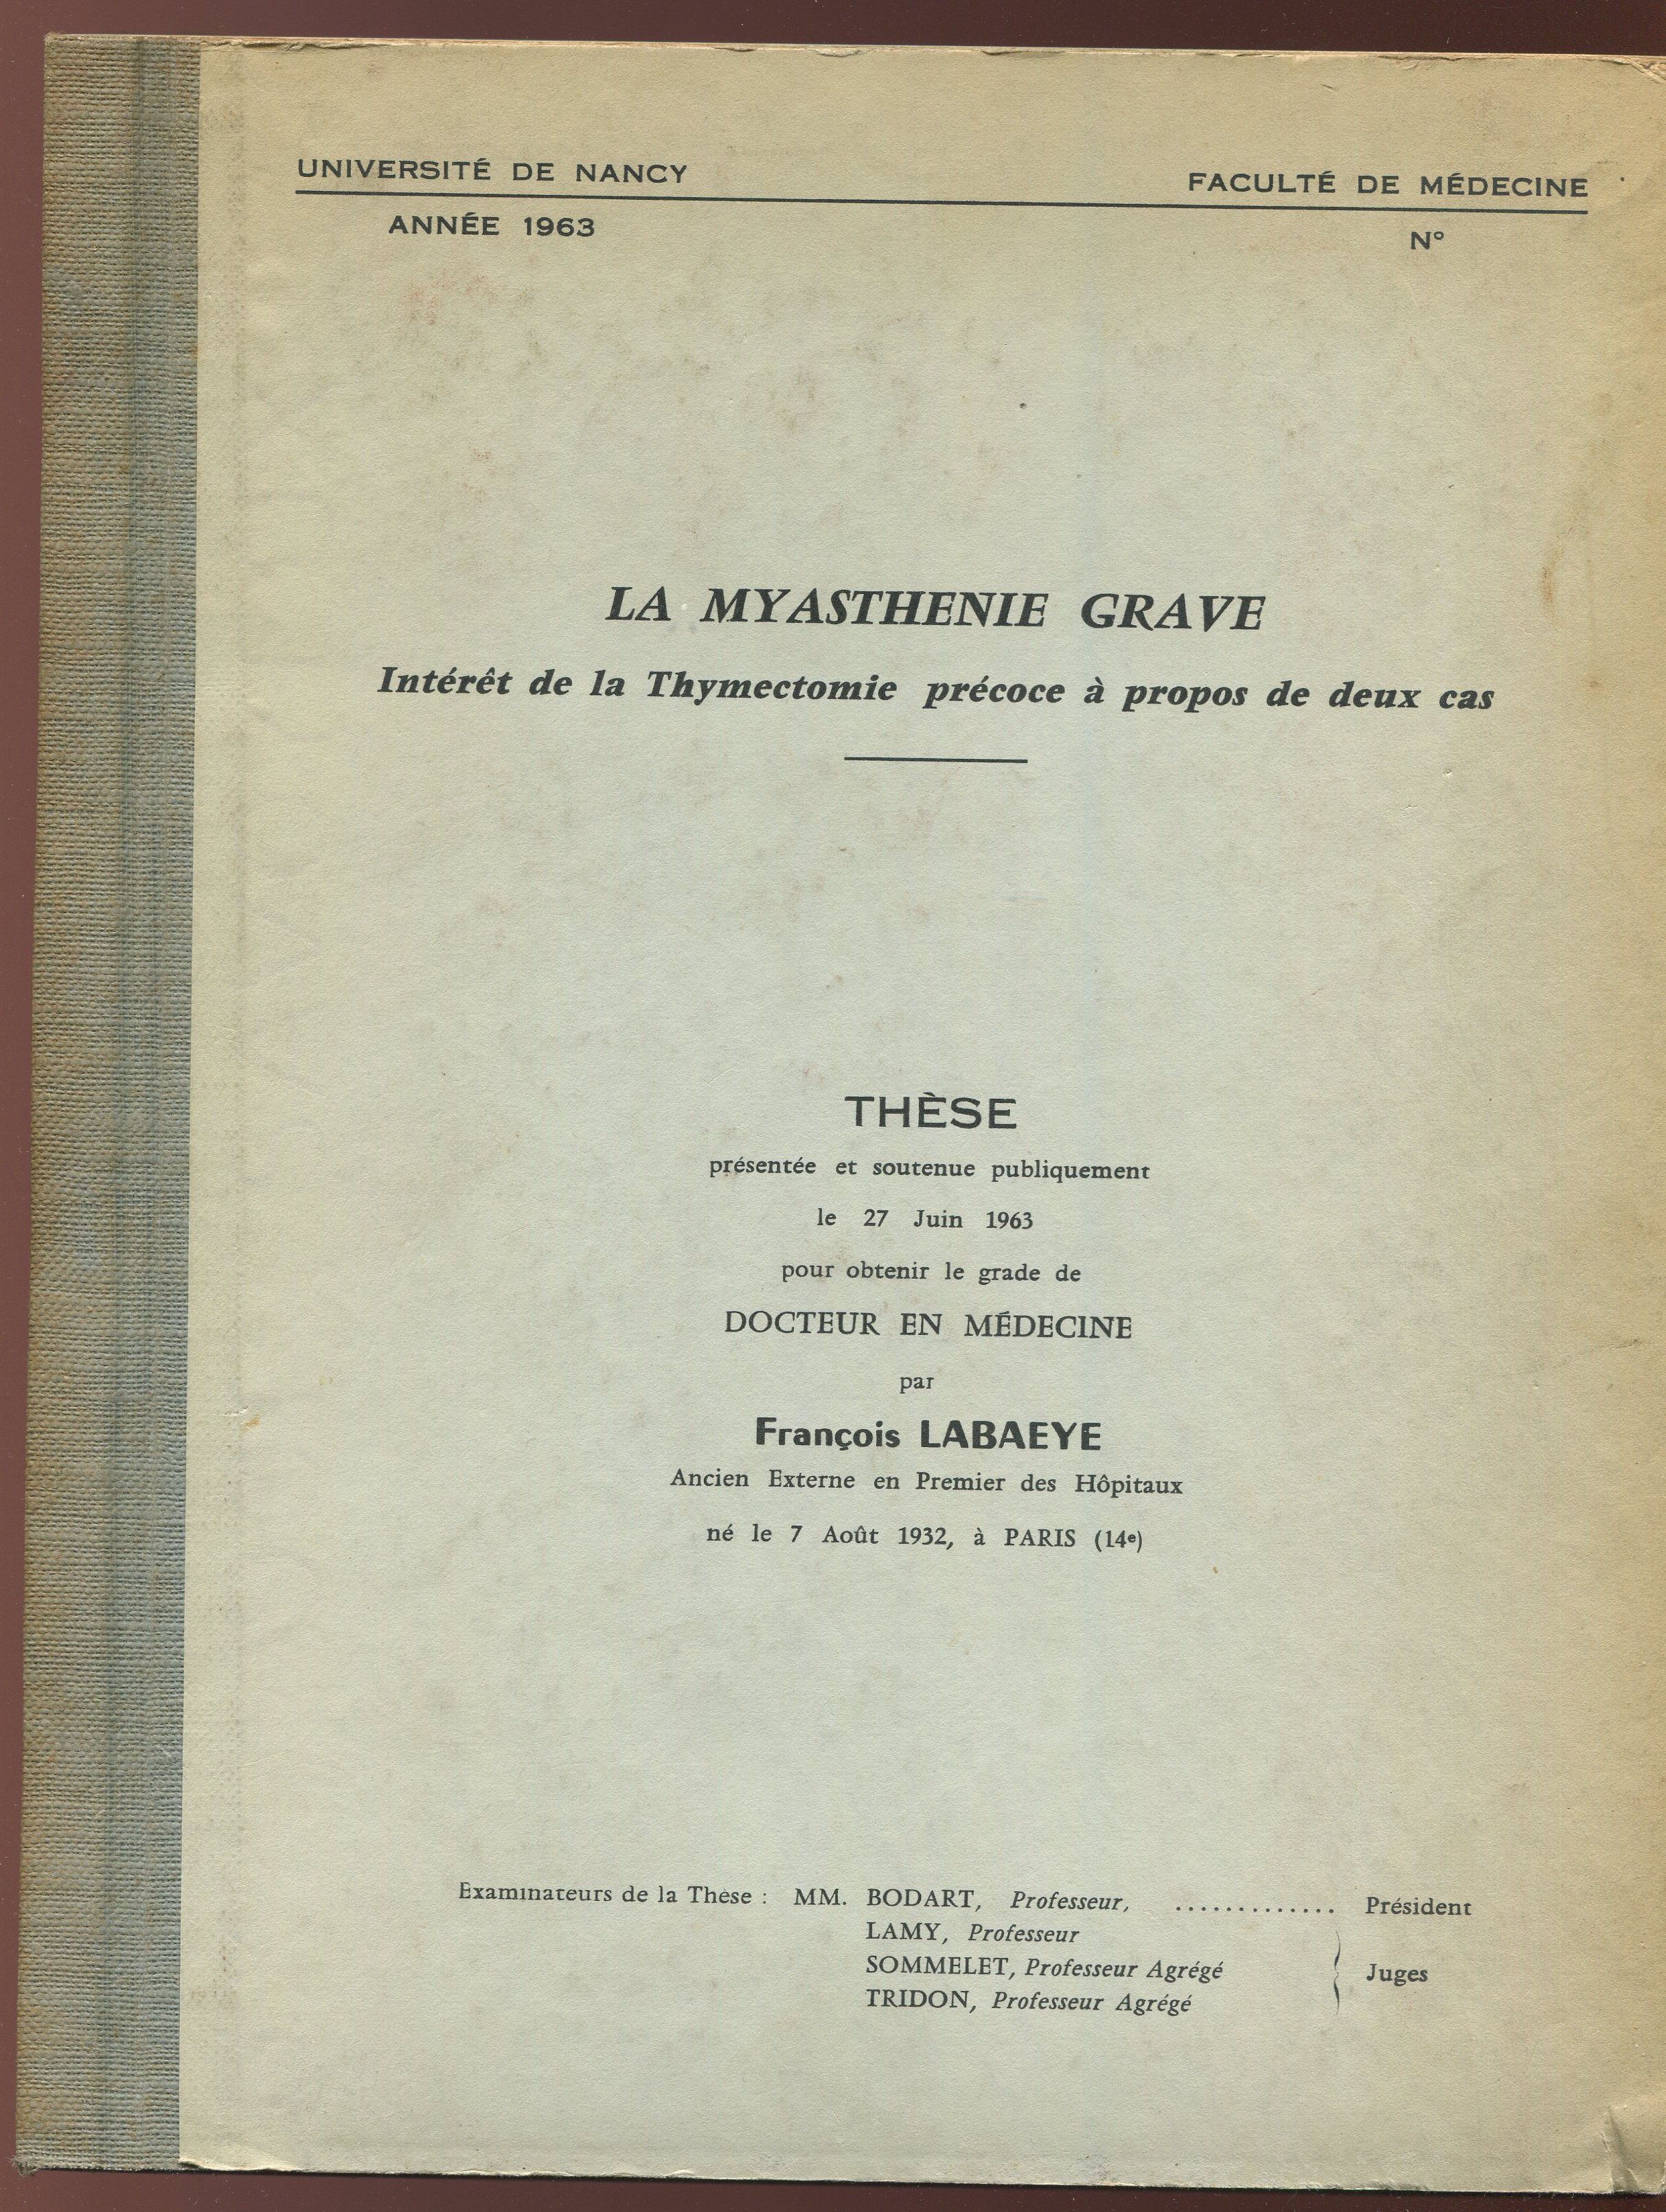 UNIVERSITÉ DE NANCY FACULTÉ DE MÉDECINE
ANNÉE 1963 N°
LA MYASTHENIE GRAVE
Intérêt de la Thymectomie précoce à propos de deux cas
THÈSE
présentée et soutenue publiquement
le 27 Juin 1963
pour obtenir le grade de
DOCTEUR EN MÉDECINE
par
François LABAEYE
Ancien Externe en Premier des Hôpitaux
né le 7 Août 1932, à PARIS (14e)
Examinateurs de la Thèse : MM. BODART, Professeur, ............. Président
LAMY, Professeur
SOMMELET, Professeur Agrégé Juges
TRIDON, Professeur Agrégé